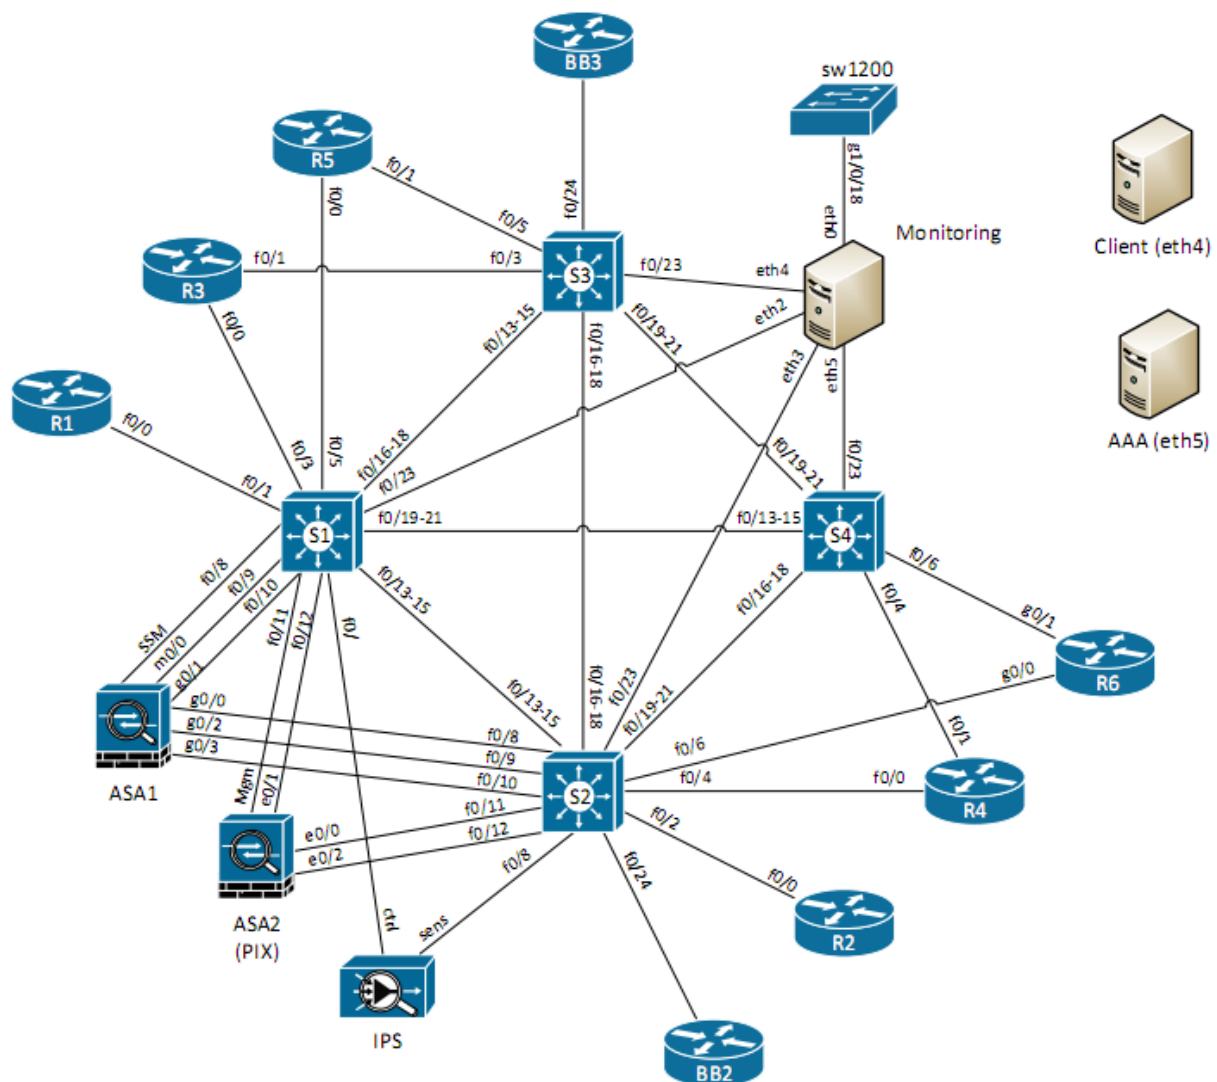 BB3
sw1200
R5
f0/1
f0/0
f0/24
g1/0/18
eth0
f0/5
Monitoring
Client (eth4)
R3
f0/1
f0/3
S3
f0/23
eth4
eth2
f0/0
f0/13-15
f0/16-18
f0/19-21
eth3
eth5
R1
f0/0
AAA (eth5)
f0/3
f0/5
f0/16-18
f0/23
f0/19-21
f0/23
f0/1
S1
f0/19-21
f0/13-15
S4
f0/8
f0/9
f0/10
f0/11
f0/12
f0/
f0/13-15
f0/16-18
f0/4
f0/6
g0/1
SSM
m0/0
g0/1
g0/0
g0/2
g0/3
f0/13-15
f0/16-18
f0/23
f0/19-21
g0/0
R6
ASA1
f0/8
f0/9
f0/10
f0/6
f0/1
S2
f0/4
f0/0
R4
Mgm
e0/1
f0/11
f0/12
e0/0
e0/2
f0/8
f0/24
f0/2
f0/0
R2
ASA2
(PIX)
ctrl
sens
IPS
BB2